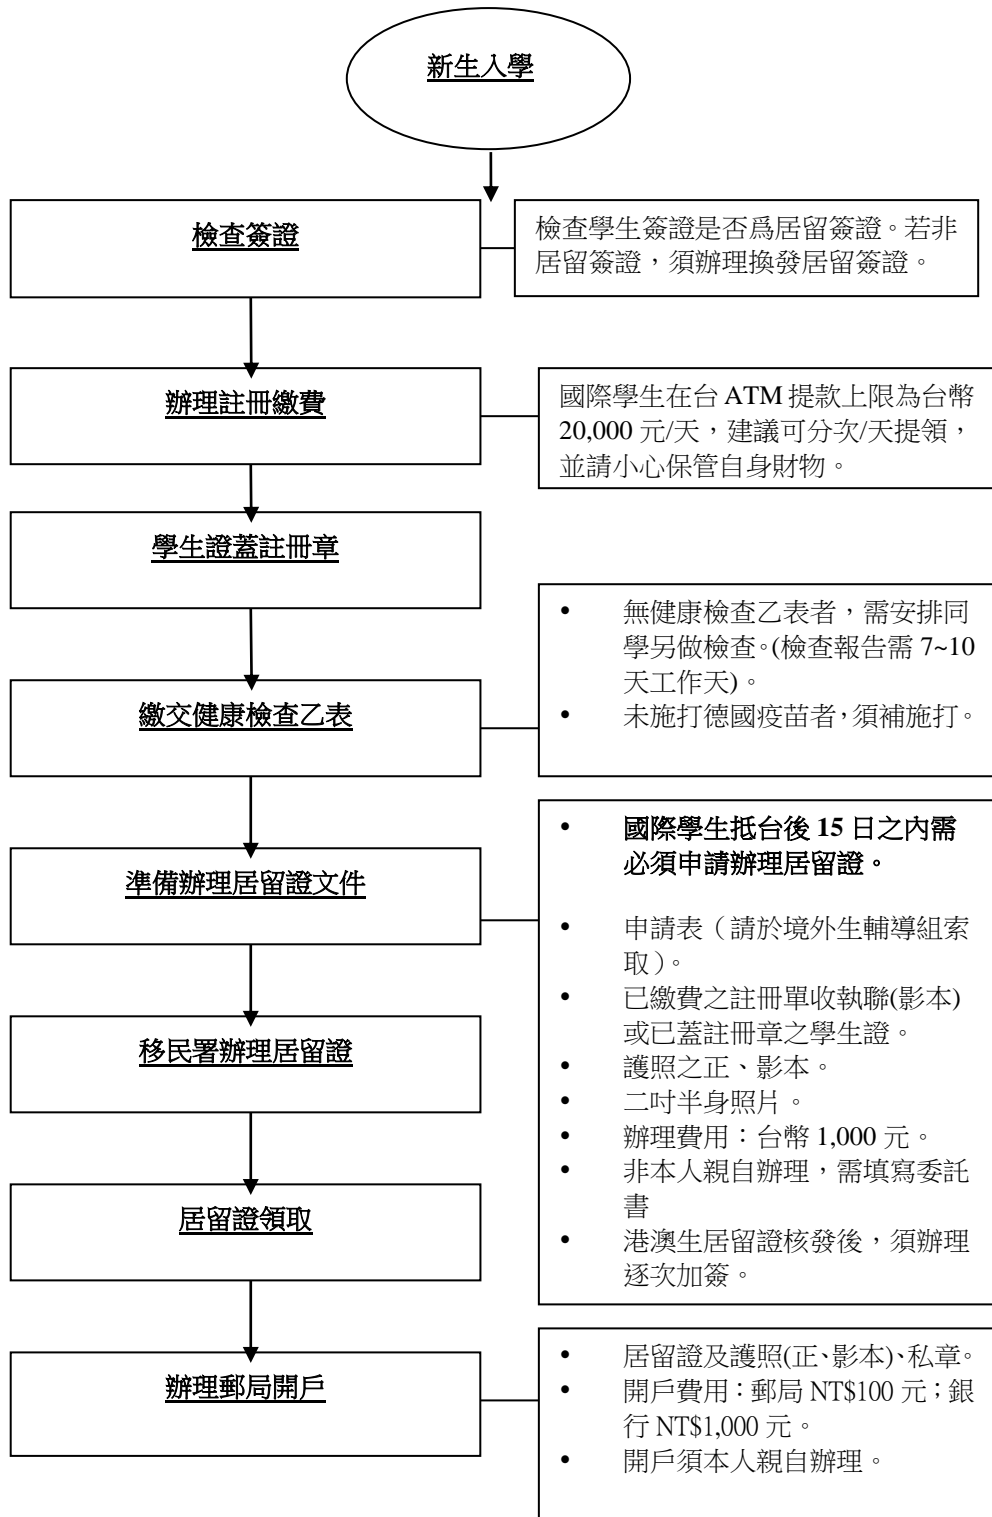 新生入學
檢查簽證
檢查學生簽證是否爲居留簽證。若非
居留簽證，須辦理換發居留簽證。
辦理註冊繳費
國際學生在台 ATM 提款上限為台幣
20,000 元/天，建議可分次/天提領，
並請小心保管自身財物。
學生證蓋註冊章
繳交健康檢查乙表
• 無健康檢查乙表者，需安排同
學另做檢查。(檢查報告需 7~10
天工作天)。
• 未施打德國疫苗者，須補施打。
準備辦理居留證文件
• 國際學生抵台後 15 日之內需
必須申請辦理居留證。
• 申請表（請於境外生輔導組索
取）。
• 已繳費之註冊單收執聯(影本)
或已蓋註冊章之學生證。
• 護照之正、影本。
• 二吋半身照片。
• 辦理費用：台幣 1,000 元。
• 非本人親自辦理，需填寫委託
書
• 港澳生居留證核發後，須辦理
逐次加簽。
移民署辦理居留證
居留證領取
辦理郵局開戶
• 居留證及護照(正、影本)、私章。
• 開戶費用：郵局 NT$100 元；銀
行 NT$1,000 元。
• 開戶須本人親自辦理。